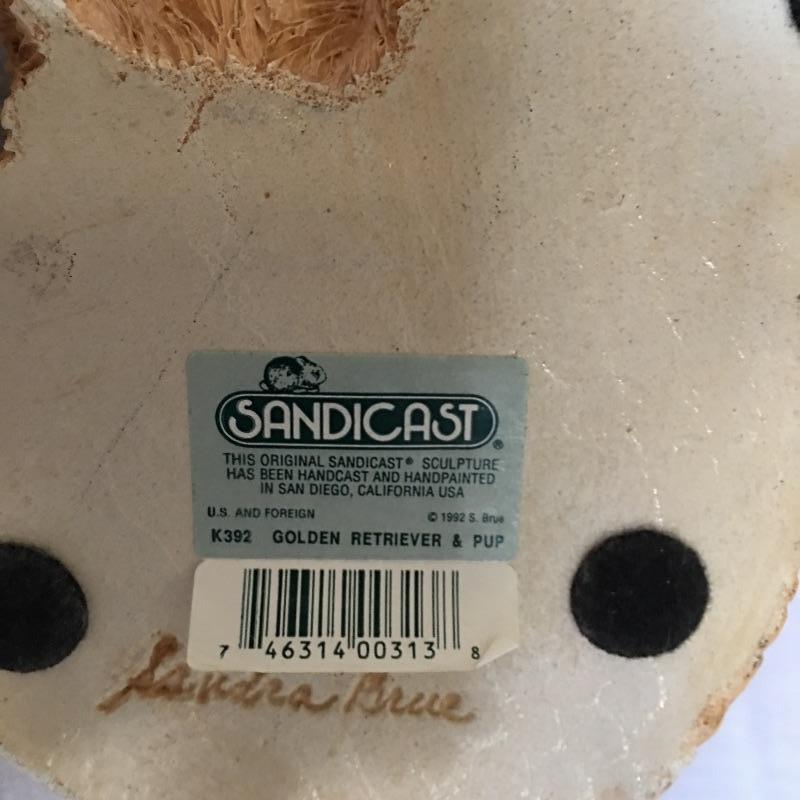 SANDICAST®
THIS ORIGINAL SANDICAST® SCULPTURE
HAS BEEN HANDCAST AND HANDPAINTED
IN SAN DIEGO, CALIFORNIA USA
U.S. AND FOREIGN © 1992 S. Brue
K392 GOLDEN RETRIEVER & PUP
7 46314 00313 8
Sandra Brue